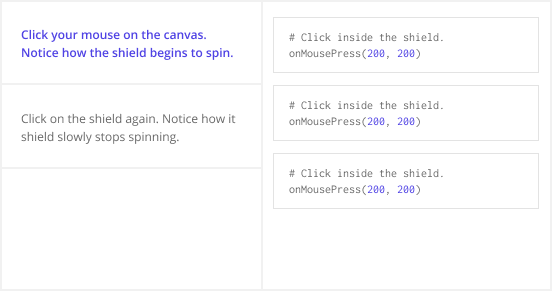 Click your mouse on the canvas.
Notice how the shield begins to spin.
Click on the shield again. Notice how it
shield slowly stops spinning.
# Click inside the shield.
onMousePress(200, 200)
# Click inside the shield.
onMousePress(200, 200)
# Click inside the shield.
onMousePress(200, 200)